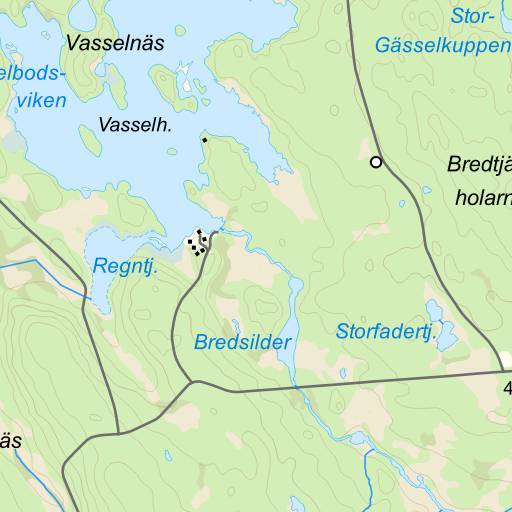 Stor-
Vasselnäs
Gässelkuppen
elbods-
viken
Vasselh.
Bredtjä
holarn
Regntj.
Storfadertj.
Bredsilder
4
äs